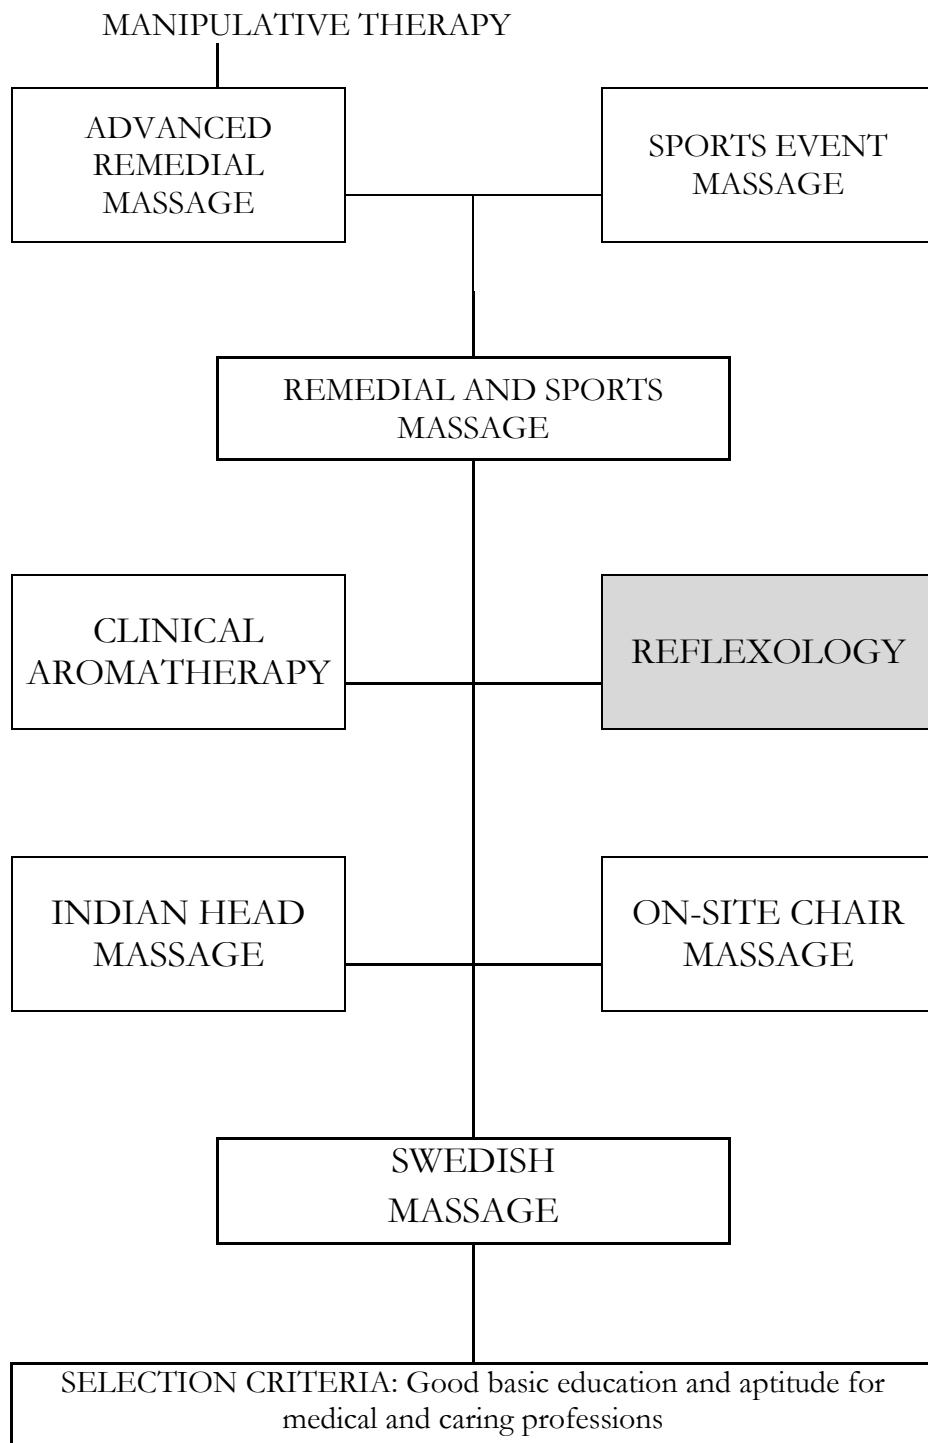 MANIPULATIVE THERAPY
ADVANCED
REMEDIAL
MASSAGE
SPORTS EVENT
MASSAGE
REMEDIAL AND SPORTS
MASSAGE
CLINICAL
AROMATHERAPY
REFLEXOLOGY
INDIAN HEAD
MASSAGE
ON-SITE CHAIR
MASSAGE
SWEDISH
MASSAGE
SELECTION CRITERIA: Good basic education and aptitude for
medical and caring professions